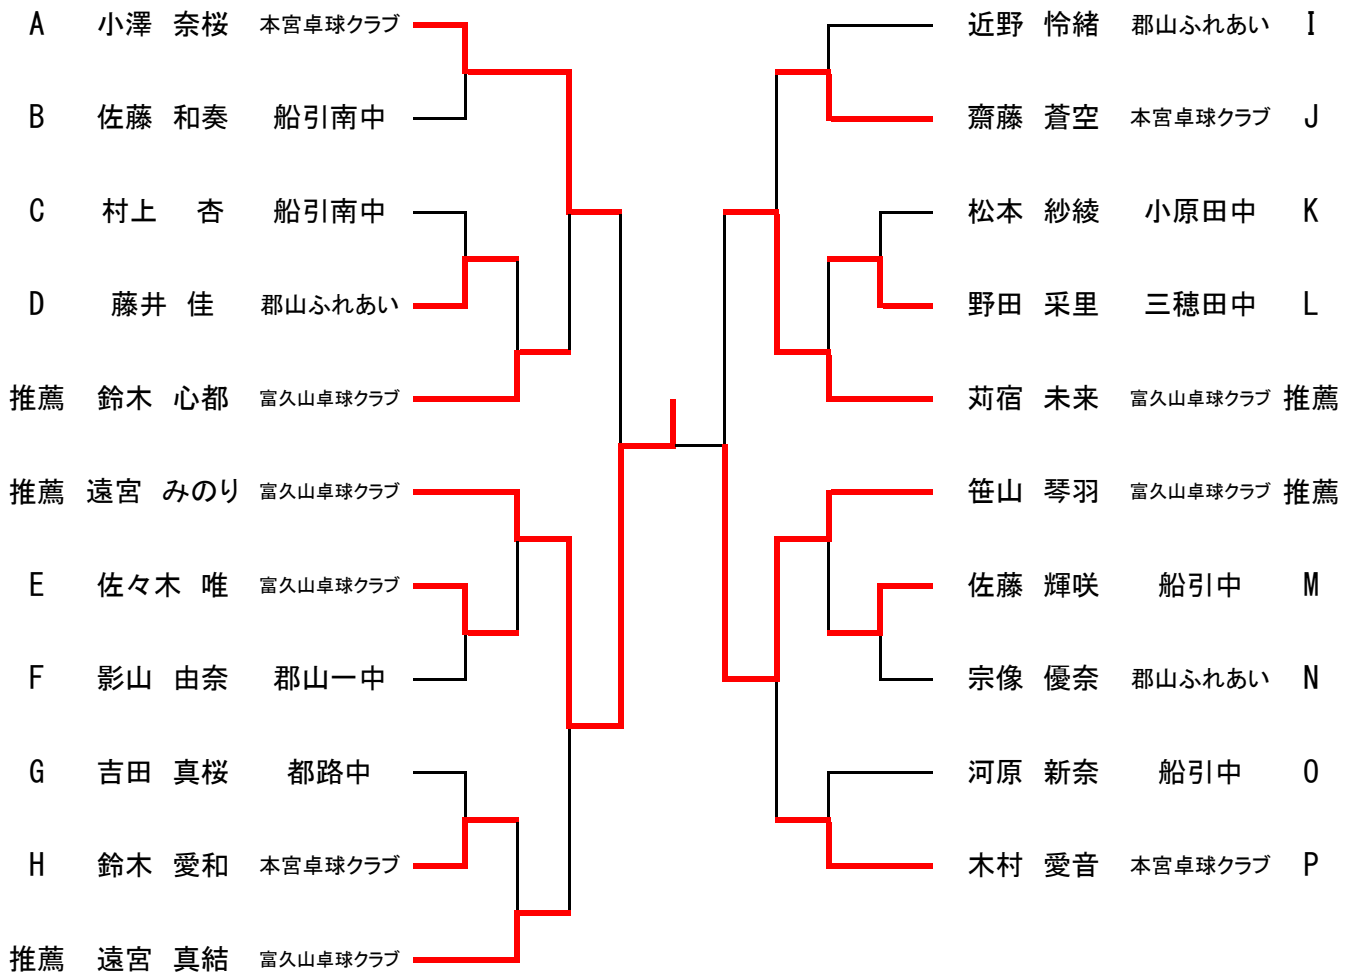 A 小澤 奈桜 本宮卓球クラブ
B 佐藤 和奏 船引南中
C 村上 杏 船引南中
D 藤井 佳 郡山ふれあい
推薦 鈴木 心都 富久山卓球クラブ
推薦 遠宮 みのり 富久山卓球クラブ
E 佐々木 唯 富久山卓球クラブ
F 影山 由奈 郡山一中
G 吉田 真桜 都路中
H 鈴木 愛和 本宮卓球クラブ
推薦 遠宮 真結 富久山卓球クラブ
近野 怜緒 郡山ふれあい I
齋藤 蒼空 本宮卓球クラブ J
松本 紗綾 小原田中 K
野田 采里 三穂田中 L
苅宿 未来 富久山卓球クラブ 推薦
笹山 琴羽 富久山卓球クラブ 推薦
佐藤 輝咲 船引中 M
宗像 優奈 郡山ふれあい N
河原 新奈 船引中 O
木村 愛音 本宮卓球クラブ P